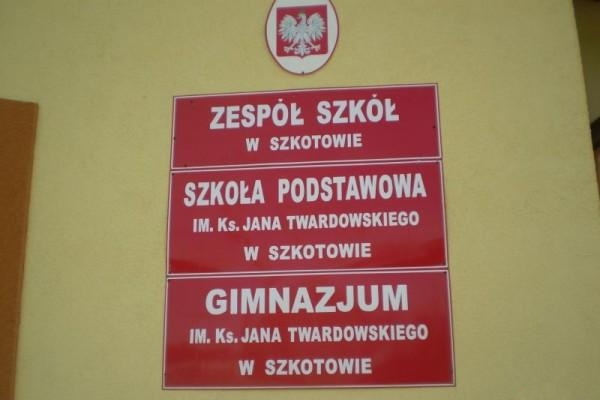 ZESPÓŁ SZKÓŁ
W SZKOTOWIE
SZKOŁA PODSTAWOWA
IM. Ks. JANA TWARDOWSKIEGO
W SZKOTOWIE
GIMNAZJUM
IM. Ks. JANA TWARDOWSKIEGO
W SZKOTOWIE